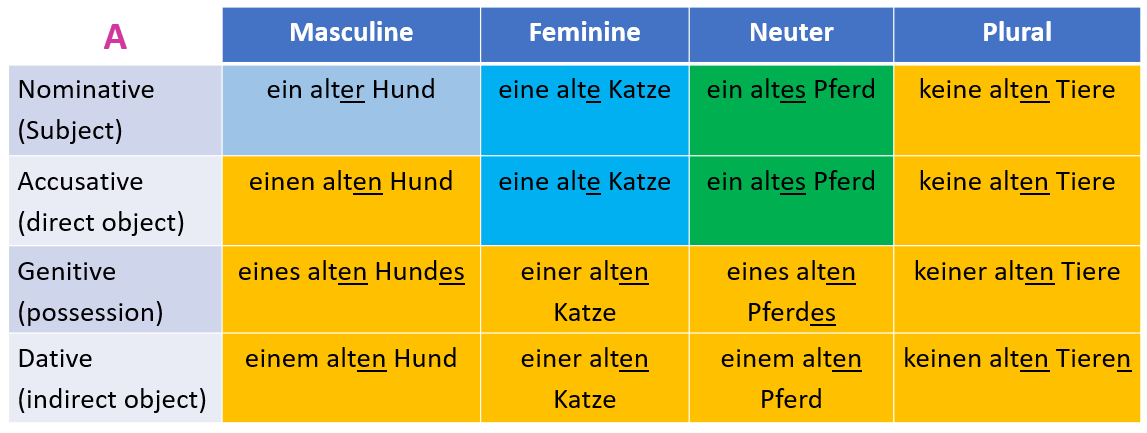 A Masculine Feminine Neuter Plural
Nominative ein alter Hund eine alte Katze ein altes Pferd keine alten Tiere
(Subject)
Accusative einen alten Hund eine alte Katze ein altes Pferd keine alten Tiere
(direct object)
Genitive eines alten Hundes einer alten eines alten keiner alten Tiere
(possession) Katze Pferdes
Dative einem alten Hund einer alten einem alten keinen alten Tieren
(indirect object) Katze Pferd